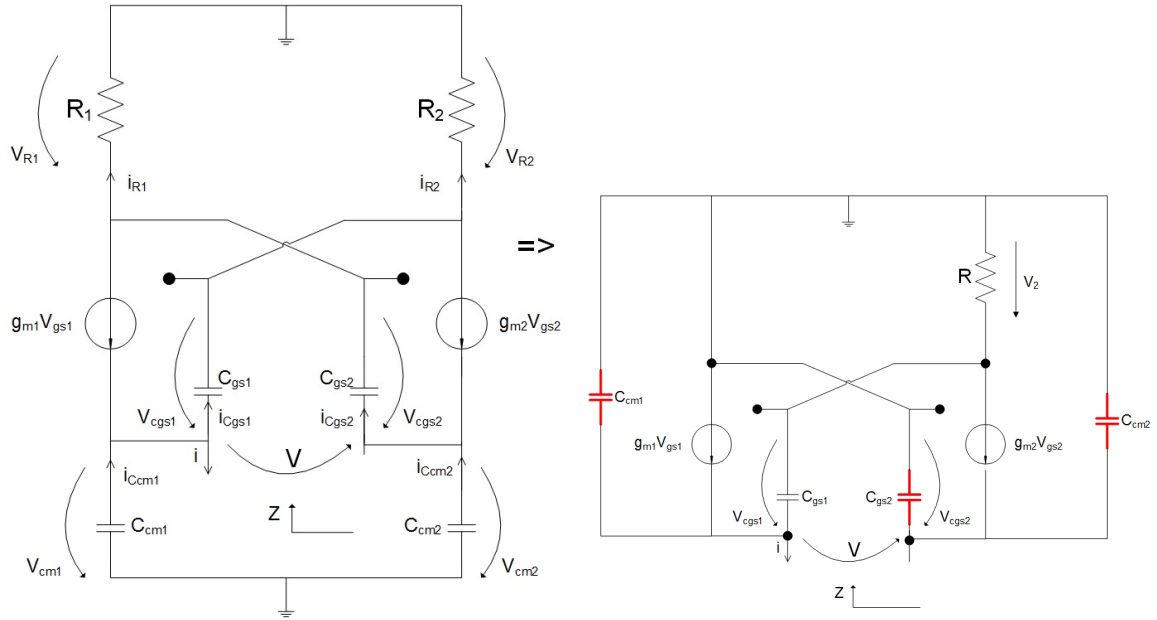 R1
R2
VR1
VR2
iR1
iR2
=>
R
V2
gm1Vgs1
gm2Vgs2
Cgs1
Cgs2
Vcgs1
iCgs1
iCgs2
Vcgs2
i
V
iCcm1
iCcm2
Z
Ccm1
Ccm2
Vcm1
Vcm2
Ccm1
Ccm2
gm1Vgs1
gm2Vgs2
Cgs1
Cgs2
Vcgs1
Vcgs2
i
V
Z